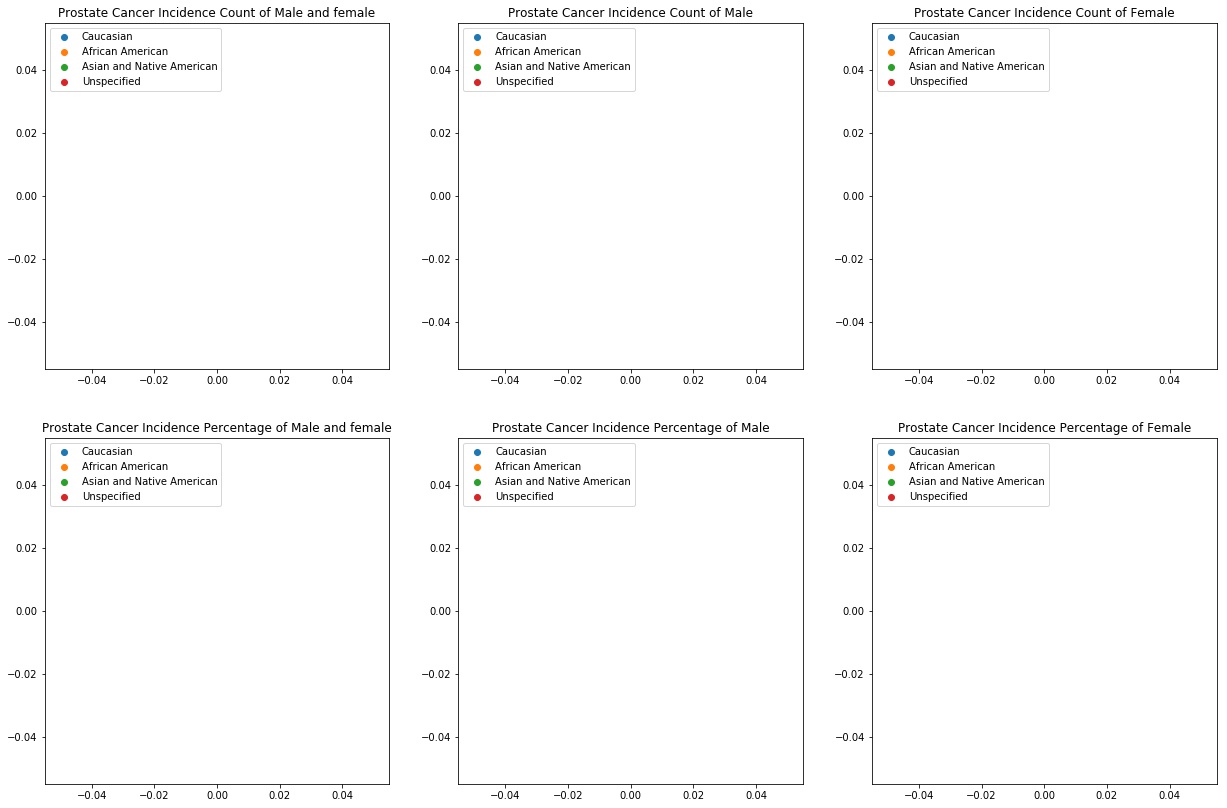 Prostate Cancer Incidence Count of Male and female
Caucasian
African American
Asian and Native American
Unspecified
0.04
0.02
0.00
−0.02
−0.04
−0.04
−0.02
0.00
0.02
0.04
Prostate Cancer Incidence Count of Male
Caucasian
African American
Asian and Native American
Unspecified
0.04
0.02
0.00
−0.02
−0.04
−0.04
−0.02
0.00
0.02
0.04
Prostate Cancer Incidence Count of Female
Caucasian
African American
Asian and Native American
Unspecified
0.04
0.02
0.00
−0.02
−0.04
−0.04
−0.02
0.00
0.02
0.04
Prostate Cancer Incidence Percentage of Male and female
Caucasian
African American
Asian and Native American
Unspecified
0.04
0.02
0.00
−0.02
−0.04
−0.04
−0.02
0.00
0.02
0.04
Prostate Cancer Incidence Percentage of Male
Caucasian
African American
Asian and Native American
Unspecified
0.04
0.02
0.00
−0.02
−0.04
−0.04
−0.02
0.00
0.02
0.04
Prostate Cancer Incidence Percentage of Female
Caucasian
African American
Asian and Native American
Unspecified
0.04
0.02
0.00
−0.02
−0.04
−0.04
−0.02
0.00
0.02
0.04